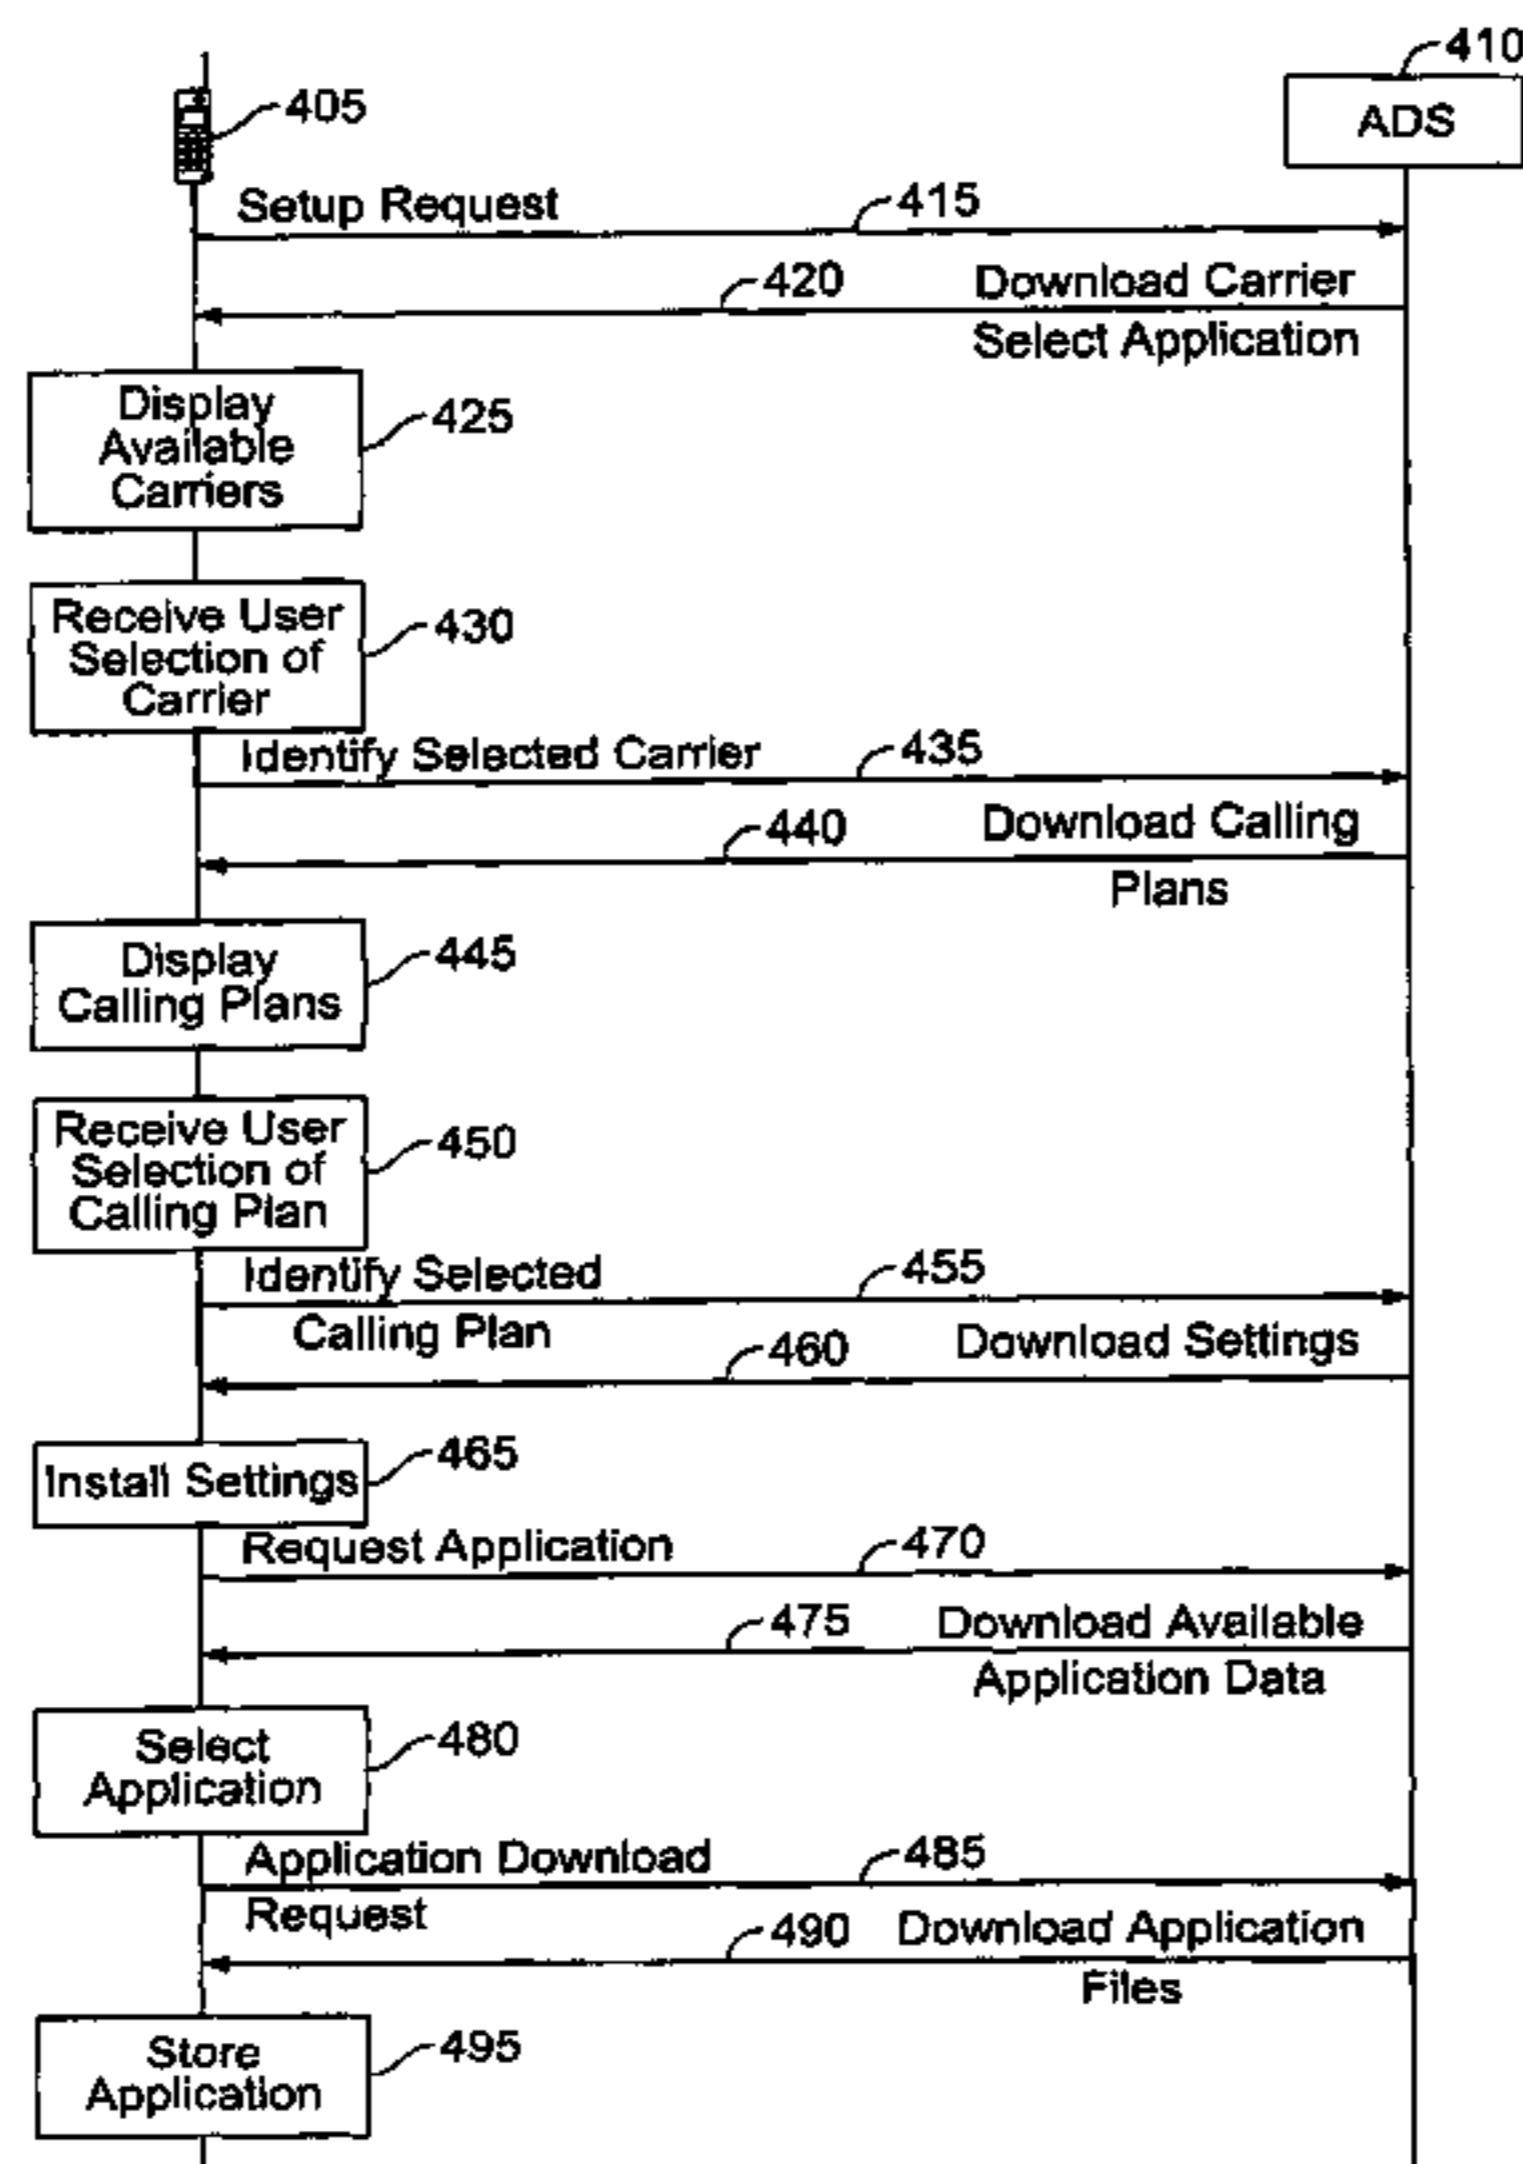 410
ADS
405
Setup Request
415
420
Download Carrier
Select Application
Display
Available
Carriers
425
Receive User
Selection of
Carrier
430
Identify Selected Carrier
435
440
Download Calling
Plans
Display
Calling Plans
445
Receive User
Selection of
Calling Plan
450
Identify Selected
Calling Plan
455
460
Download Settings
Install Settings
465
Request Application
470
475
Download Available
Application Data
Select
Application
480
Application Download
Request
485
490
Download Application
Files
Store
Application
495